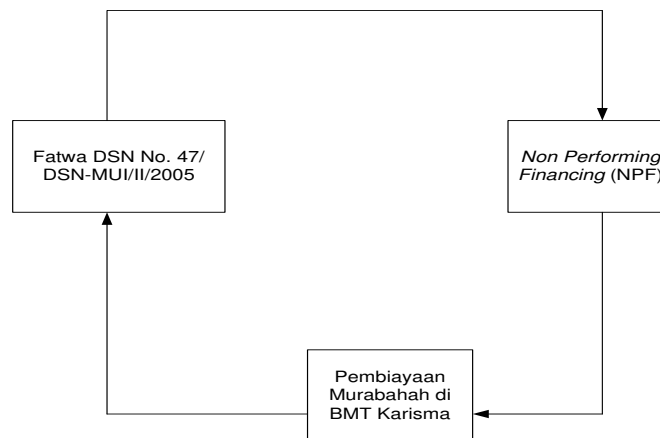 Fatwa DSN No. 47/
DSN-MUI/II/2005
Non Performing
Financing (NPF)
Pembiayaan
Murabahah di
BMT Karisma